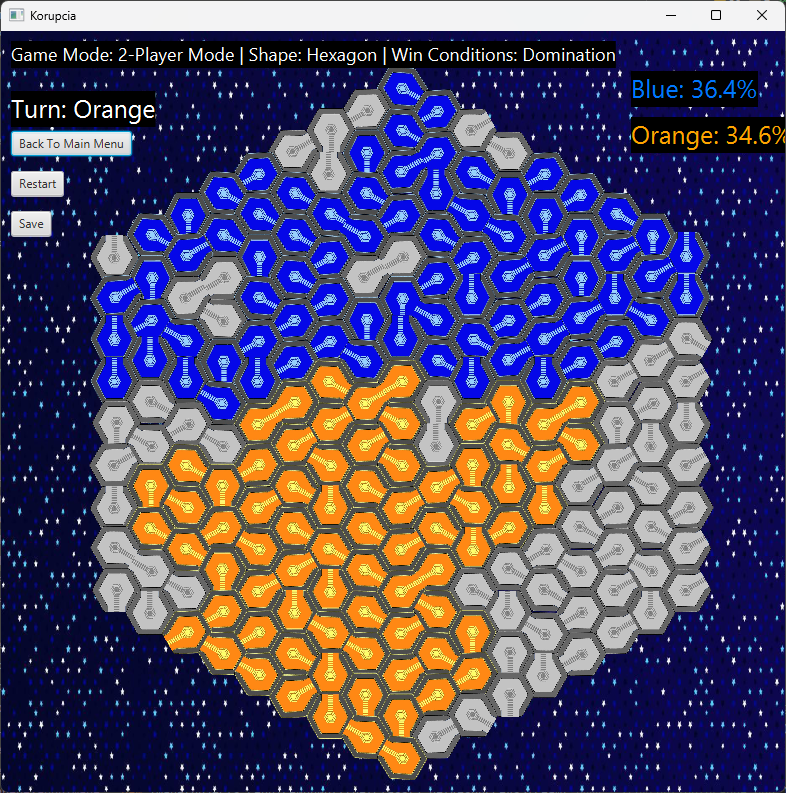 Korupcia
Game Mode: 2-Player Mode | Shape: Hexagon | Win Conditions: Domination
Blue: 36.4%
Turn: Orange
Orange: 34.6%
Back To Main Menu
Restart
Save